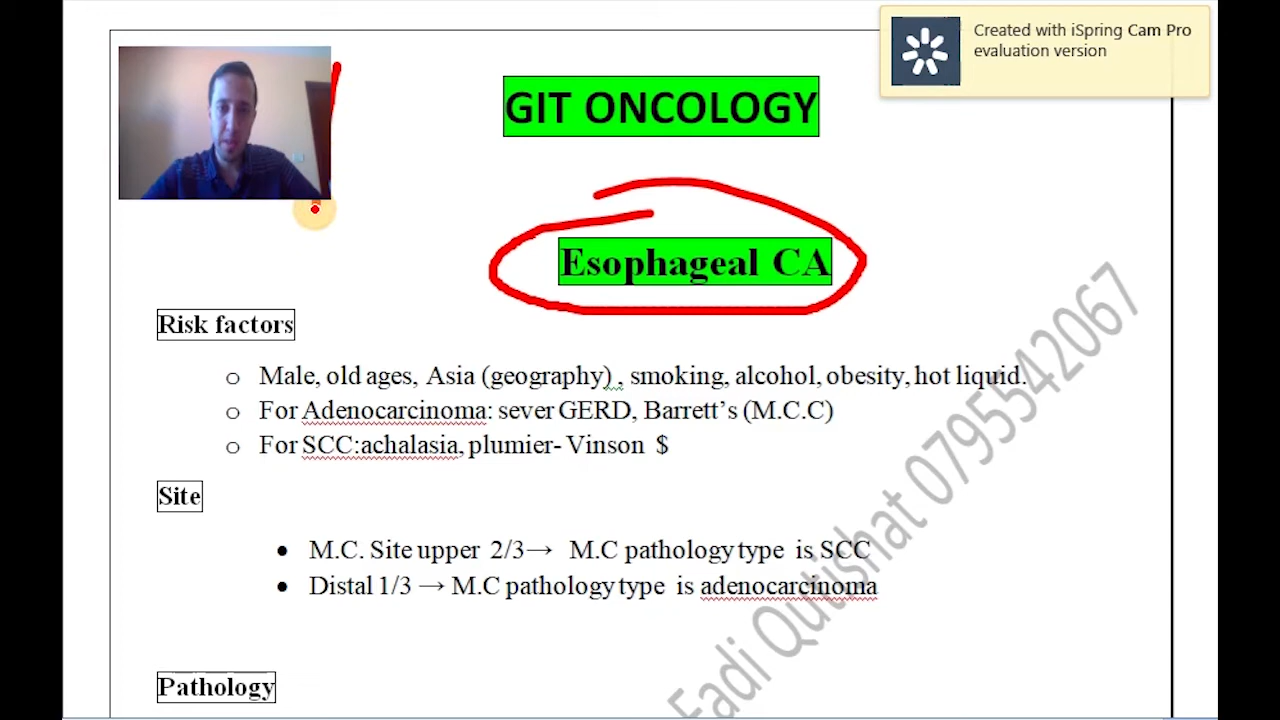 Created with iSpring Cam Pro
evaluation version
GIT ONCOLOGY
Esophageal CA
Risk factors
o Male, old ages, Asia (geography) , smoking, alcohol, obesity, hot liquid.
o For Adenocarcinoma: sever GERD, Barrett’s (M.C.C)
o For SCC:achalasia, plumier- Vinson $
Site
• M.C. Site upper 2/3→ M.C pathology type is SCC
• Distal 1/3 → M.C pathology type is adenocarcinoma
Pathology
Fadi Qutishat 0795542067